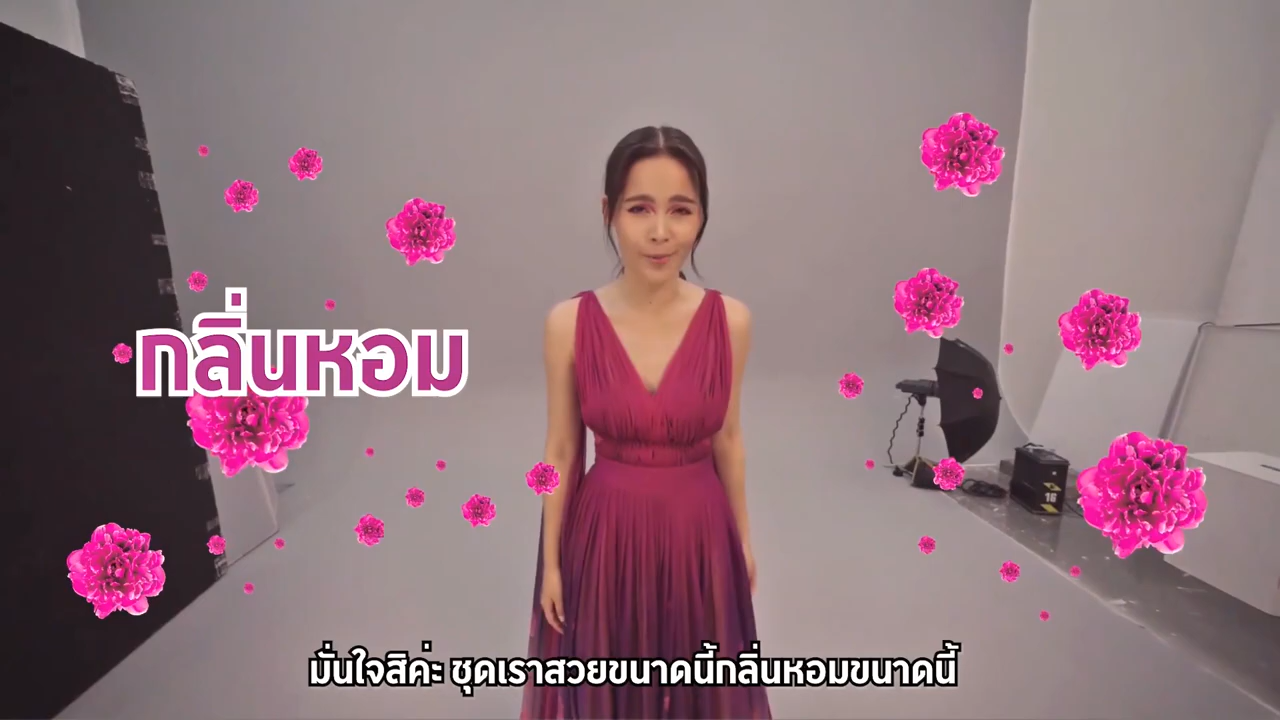 กลิ่นหอม
16
มั่นใจสิค่ะ ชุดเราสวยขนาดนี้กลิ่นหอมขนาดนี้